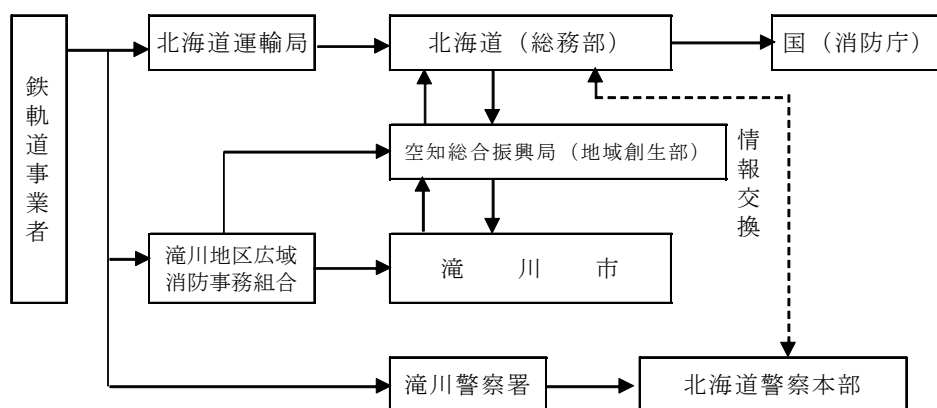 北海道運輸局
北海道（総務部）
国（消防庁）
鉄軌道事業者
空知総合振興局（地域創生部）
情報交換
滝川地区広域
消防事務組合
滝川市
滝川警察署
北海道警察本部